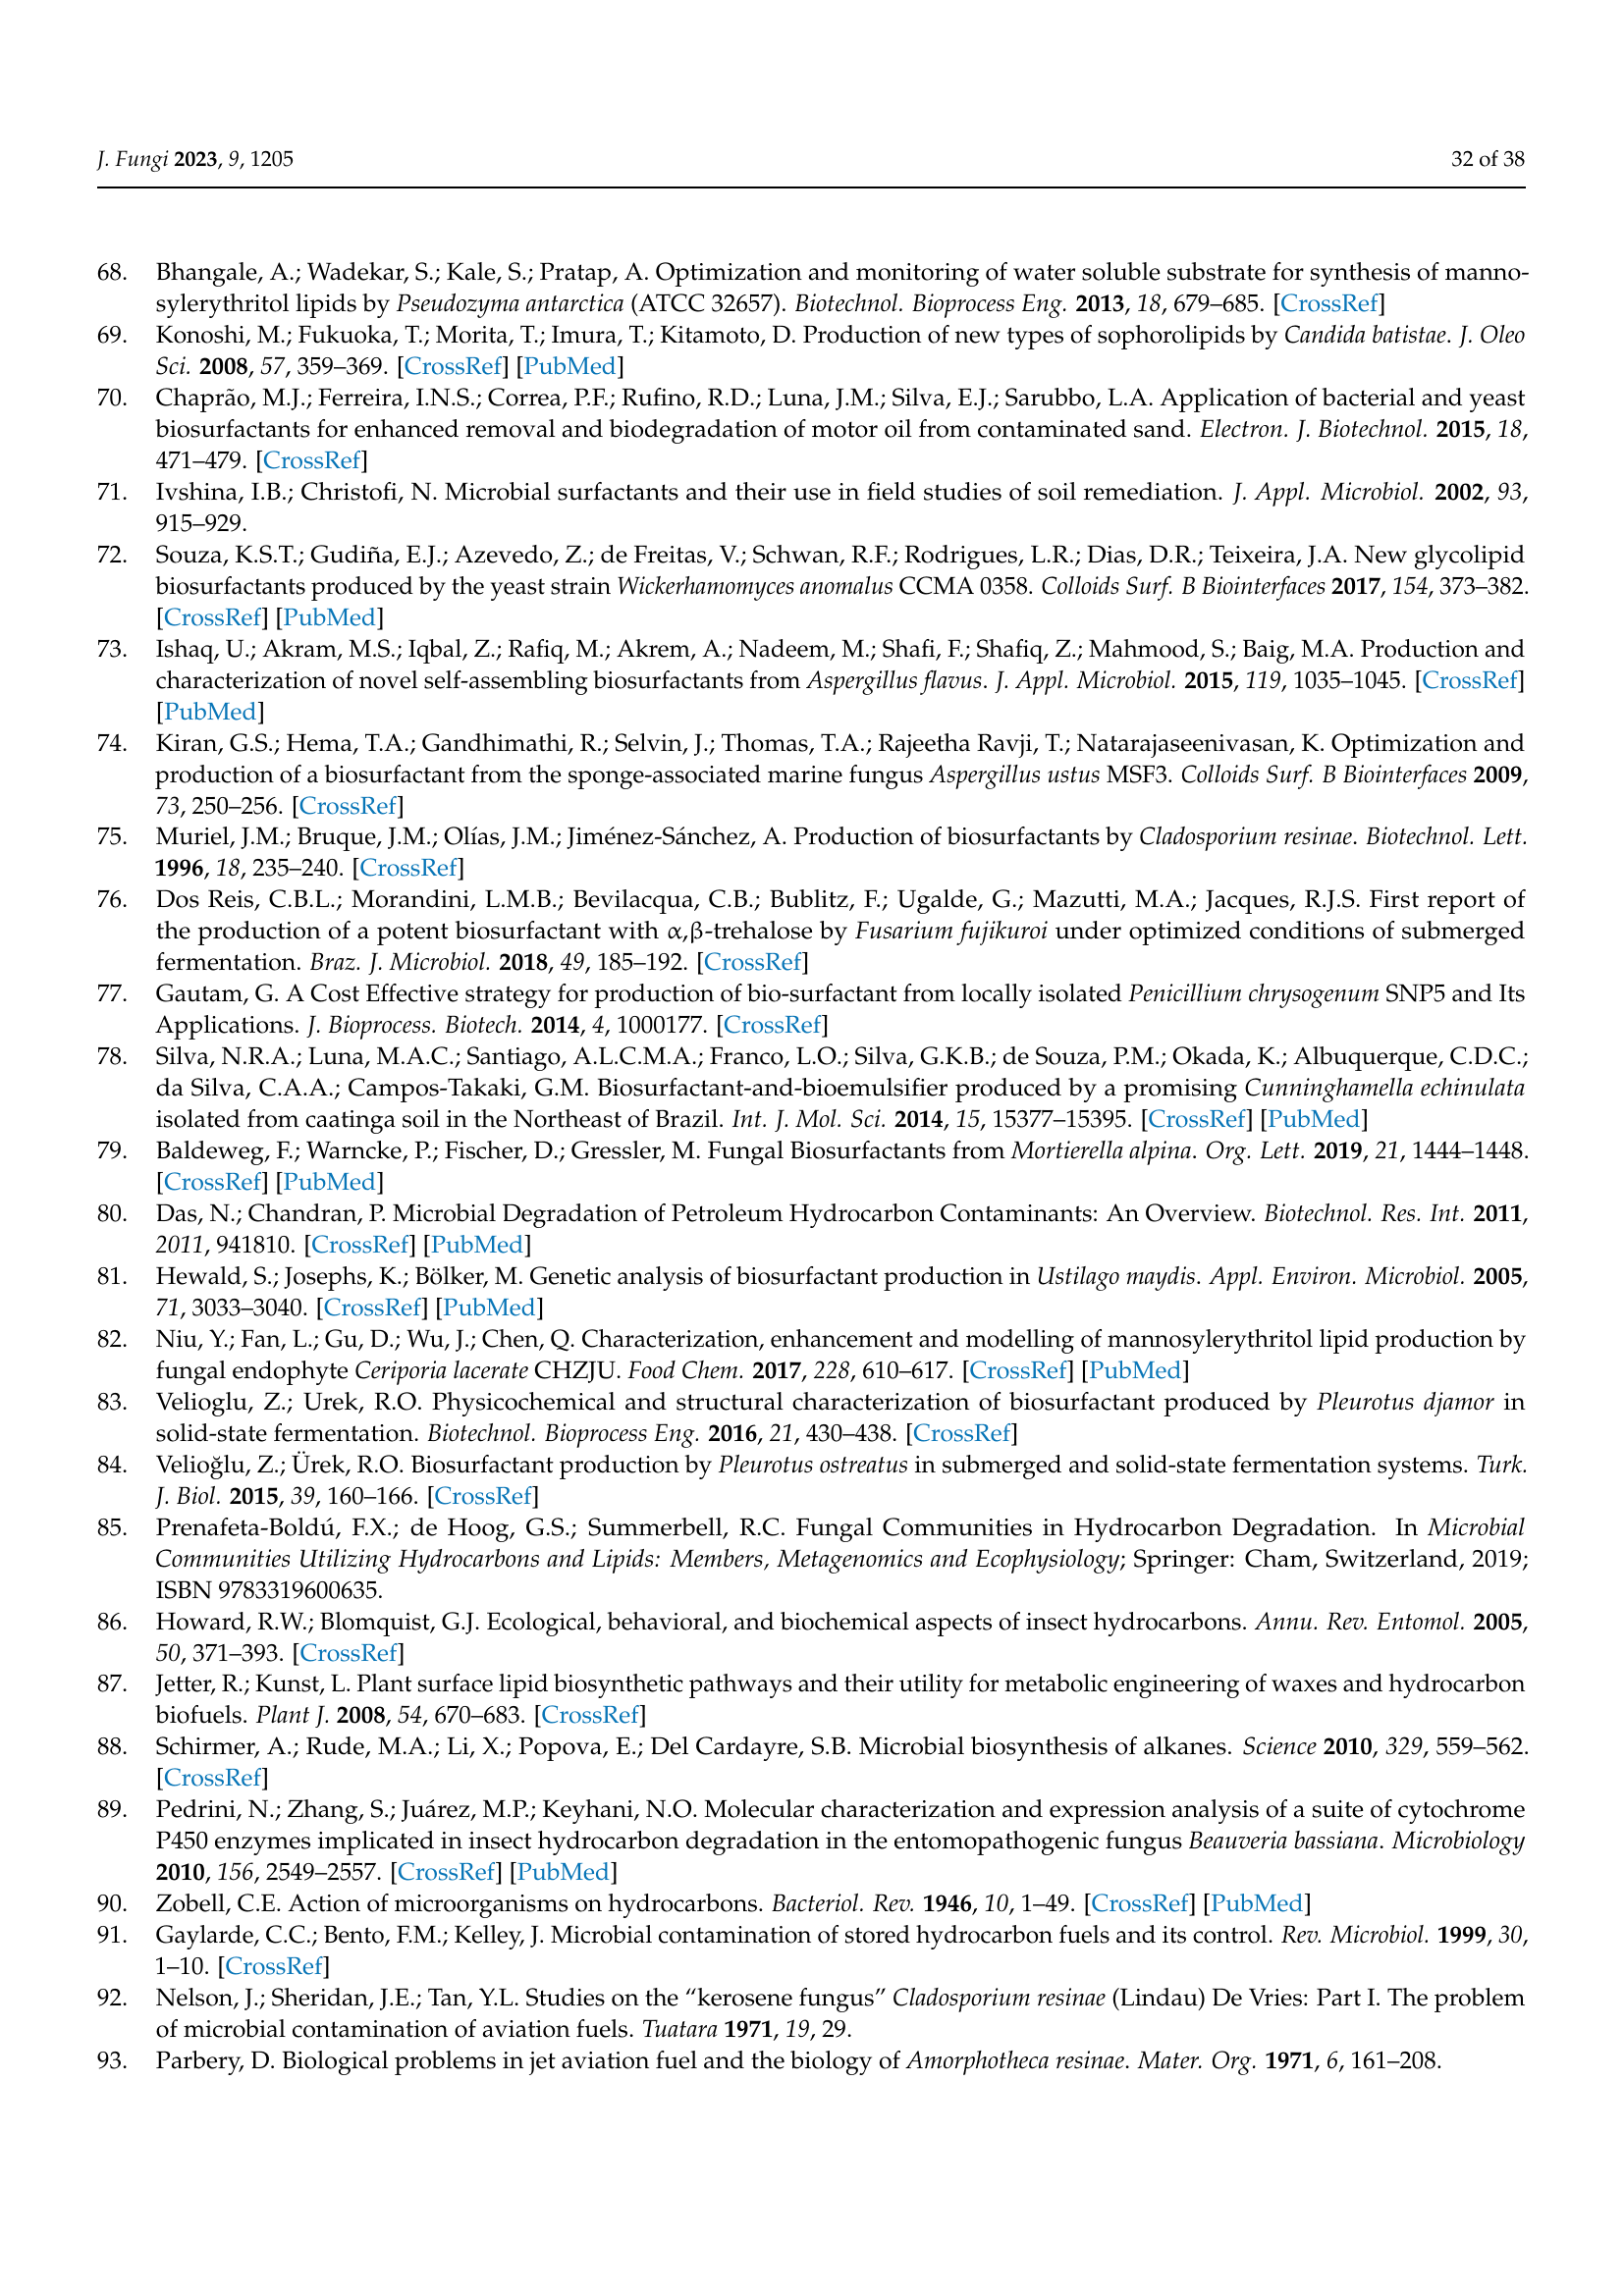 J. Fungi 2023, 9, 1205
32 of 38
68. Bhangale, A.; Wadekar, S.; Kale, S.; Pratap, A. Optimization and monitoring of water soluble substrate for synthesis of manno-
sylerythritol lipids by Pseudozyma antarctica (ATCC 32657). Biotechnol. Bioprocess Eng. 2013, 18, 679–685. [CrossRef]
69. Konoshi, M.; Fukuoka, T.; Morita, T.; Imura, T.; Kitamoto, D. Production of new types of sophorolipids by Candida batistae. J. Oleo
Sci. 2008, 57, 359–369. [CrossRef] [PubMed]
70. Chaprão, M.J.; Ferreira, I.N.S.; Correa, P.F.; Rufino, R.D.; Luna, J.M.; Silva, E.J.; Sarubbo, L.A. Application of bacterial and yeast
biosurfactants for enhanced removal and biodegradation of motor oil from contaminated sand. Electron. J. Biotechnol. 2015, 18,
471–479. [CrossRef]
71. Ivshina, I.B.; Christofi, N. Microbial surfactants and their use in field studies of soil remediation. J. Appl. Microbiol. 2002, 93,
915–929.
72. Souza, K.S.T.; Gudiña, E.J.; Azevedo, Z.; de Freitas, V.; Schwan, R.F.; Rodrigues, L.R.; Dias, D.R.; Teixeira, J.A. New glycolipid
biosurfactants produced by the yeast strain Wickerhamomyces anomalus CCMA 0358. Colloids Surf. B Biointerfaces 2017, 154, 373–382.
[CrossRef] [PubMed]
73. Ishaq, U.; Akram, M.S.; Iqbal, Z.; Rafiq, M.; Akrem, A.; Nadeem, M.; Shafi, F.; Shafiq, Z.; Mahmood, S.; Baig, M.A. Production and
characterization of novel self-assembling biosurfactants from Aspergillus flavus. J. Appl. Microbiol. 2015, 119, 1035–1045. [CrossRef]
[PubMed]
74. Kiran, G.S.; Hema, T.A.; Gandhimathi, R.; Selvin, J.; Thomas, T.A.; Rajeetha Ravji, T.; Natarajaseenivasan, K. Optimization and
production of a biosurfactant from the sponge-associated marine fungus Aspergillus ustus MSF3. Colloids Surf. B Biointerfaces 2009,
73, 250–256. [CrossRef]
75. Muriel, J.M.; Bruque, J.M.; Olías, J.M.; Jiménez-Sánchez, A. Production of biosurfactants by Cladosporium resinae. Biotechnol. Lett.
1996, 18, 235–240. [CrossRef]
76. Dos Reis, C.B.L.; Morandini, L.M.B.; Bevilacqua, C.B.; Bublitz, F.; Ugalde, G.; Mazutti, M.A.; Jacques, R.J.S. First report of
the production of a potent biosurfactant with α,β-trehalose by Fusarium fujikuroi under optimized conditions of submerged
fermentation. Braz. J. Microbiol. 2018, 49, 185–192. [CrossRef]
77. Gautam, G. A Cost Effective strategy for production of bio-surfactant from locally isolated Penicillium chrysogenum SNP5 and Its
Applications. J. Bioprocess. Biotech. 2014, 4, 1000177. [CrossRef]
78. Silva, N.R.A.; Luna, M.A.C.; Santiago, A.L.C.M.A.; Franco, L.O.; Silva, G.K.B.; de Souza, P.M.; Okada, K.; Albuquerque, C.D.C.;
da Silva, C.A.A.; Campos-Takaki, G.M. Biosurfactant-and-bioemulsifier produced by a promising Cunninghamella echinulata
isolated from caatinga soil in the Northeast of Brazil. Int. J. Mol. Sci. 2014, 15, 15377–15395. [CrossRef] [PubMed]
79. Baldeweg, F.; Warncke, P.; Fischer, D.; Gressler, M. Fungal Biosurfactants from Mortierella alpina. Org. Lett. 2019, 21, 1444–1448.
[CrossRef] [PubMed]
80. Das, N.; Chandran, P. Microbial Degradation of Petroleum Hydrocarbon Contaminants: An Overview. Biotechnol. Res. Int. 2011,
2011, 941810. [CrossRef] [PubMed]
81. Hewald, S.; Josephs, K.; Bölker, M. Genetic analysis of biosurfactant production in Ustilago maydis. Appl. Environ. Microbiol. 2005,
71, 3033–3040. [CrossRef] [PubMed]
82. Niu, Y.; Fan, L.; Gu, D.; Wu, J.; Chen, Q. Characterization, enhancement and modelling of mannosylerythritol lipid production by
fungal endophyte Ceriporia lacerate CHZJU. Food Chem. 2017, 228, 610–617. [CrossRef] [PubMed]
83. Velioglu, Z.; Urek, R.O. Physicochemical and structural characterization of biosurfactant produced by Pleurotus djamor in
solid-state fermentation. Biotechnol. Bioprocess Eng. 2016, 21, 430–438. [CrossRef]
84. Velioğlu, Z.; Ürek, R.O. Biosurfactant production by Pleurotus ostreatus in submerged and solid-state fermentation systems. Turk.
J. Biol. 2015, 39, 160–166. [CrossRef]
85. Prenafeta-Boldú, F.X.; de Hoog, G.S.; Summerbell, R.C. Fungal Communities in Hydrocarbon Degradation. In Microbial
Communities Utilizing Hydrocarbons and Lipids: Members, Metagenomics and Ecophysiology; Springer: Cham, Switzerland, 2019;
ISBN 9783319600635.
86. Howard, R.W.; Blomquist, G.J. Ecological, behavioral, and biochemical aspects of insect hydrocarbons. Annu. Rev. Entomol. 2005,
50, 371–393. [CrossRef]
87. Jetter, R.; Kunst, L. Plant surface lipid biosynthetic pathways and their utility for metabolic engineering of waxes and hydrocarbon
biofuels. Plant J. 2008, 54, 670–683. [CrossRef]
88. Schirmer, A.; Rude, M.A.; Li, X.; Popova, E.; Del Cardayre, S.B. Microbial biosynthesis of alkanes. Science 2010, 329, 559–562.
[CrossRef]
89. Pedrini, N.; Zhang, S.; Juárez, M.P.; Keyhani, N.O. Molecular characterization and expression analysis of a suite of cytochrome
P450 enzymes implicated in insect hydrocarbon degradation in the entomopathogenic fungus Beauveria bassiana. Microbiology
2010, 156, 2549–2557. [CrossRef] [PubMed]
90. Zobell, C.E. Action of microorganisms on hydrocarbons. Bacteriol. Rev. 1946, 10, 1–49. [CrossRef] [PubMed]
91. Gaylarde, C.C.; Bento, F.M.; Kelley, J. Microbial contamination of stored hydrocarbon fuels and its control. Rev. Microbiol. 1999, 30,
1–10. [CrossRef]
92. Nelson, J.; Sheridan, J.E.; Tan, Y.L. Studies on the “kerosene fungus” Cladosporium resinae (Lindau) De Vries: Part I. The problem
of microbial contamination of aviation fuels. Tuatara 1971, 19, 29.
93. Parbery, D. Biological problems in jet aviation fuel and the biology of Amorphotheca resinae. Mater. Org. 1971, 6, 161–208.